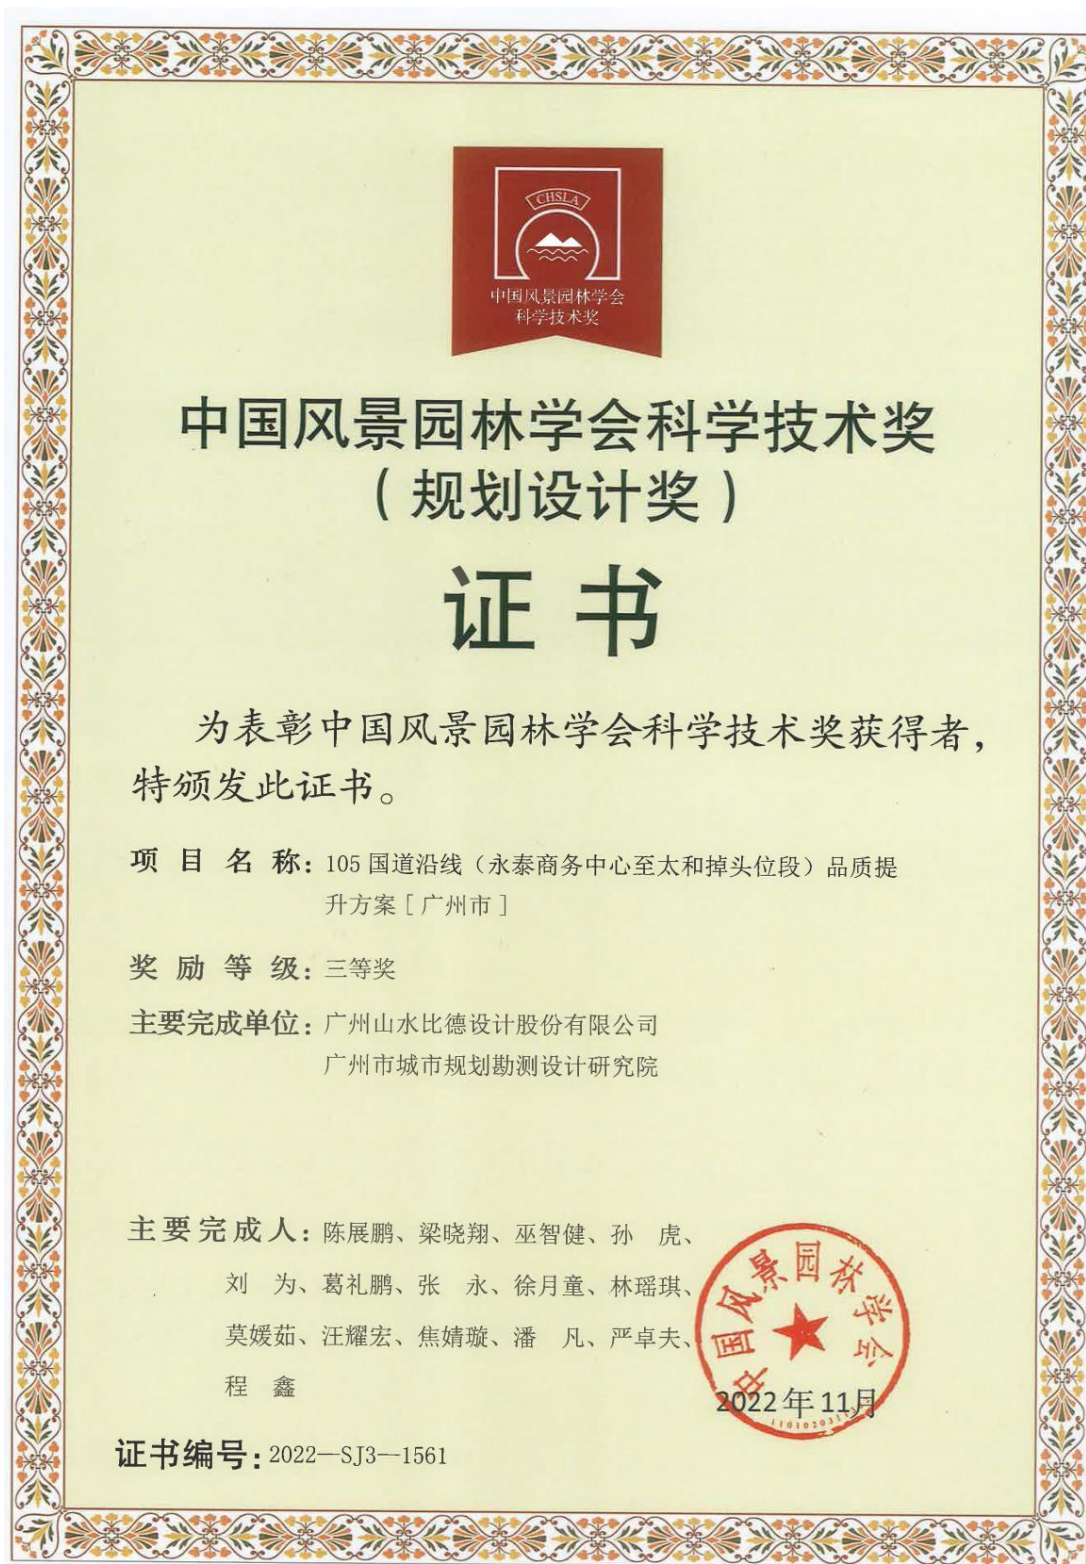 CHSLA
中国风景园林学会
科学技术奖
中国风景园林学会科学技术奖
（规划设计奖）
证书
为表彰中国风景园林学会科学技术奖获得者，
特颁发此证书。
项目名称：105 国道沿线（永泰商务中心至太和掉头位段）品质提
升方案［广州市］
奖励等级：三等奖
主要完成单位：广州山水比德设计股份有限公司
广州市城市规划勘测设计研究院
主要完成人：陈展鹏、梁晓翔、巫智健、孙　虎、
刘　为、葛礼鹏、张　永、徐月童、林瑶琪、
莫媛茹、汪耀宏、焦婧璇、潘　凡、严卓夫、
程　鑫
中国风景园林学会
2022年11月
证书编号：2022—SJ3—1561